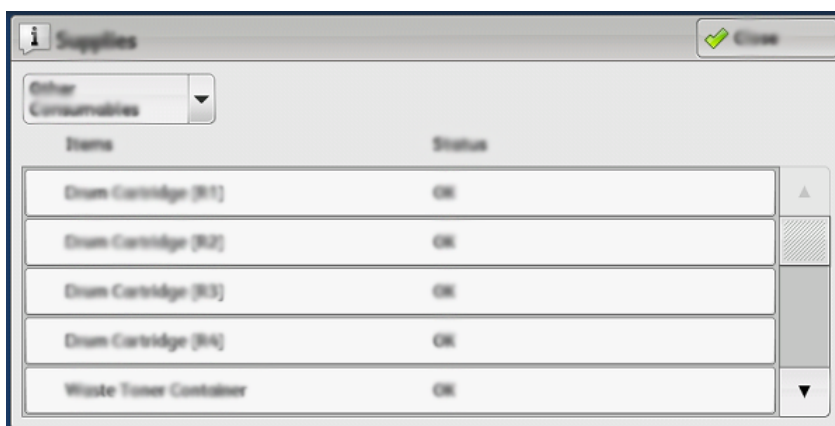 Supplies
Close
Other
Consumables
Items Status
Drum Cartridge [R1] OK
Drum Cartridge [R2] OK
Drum Cartridge [R3] OK
Drum Cartridge [R4] OK
Waste Toner Container OK